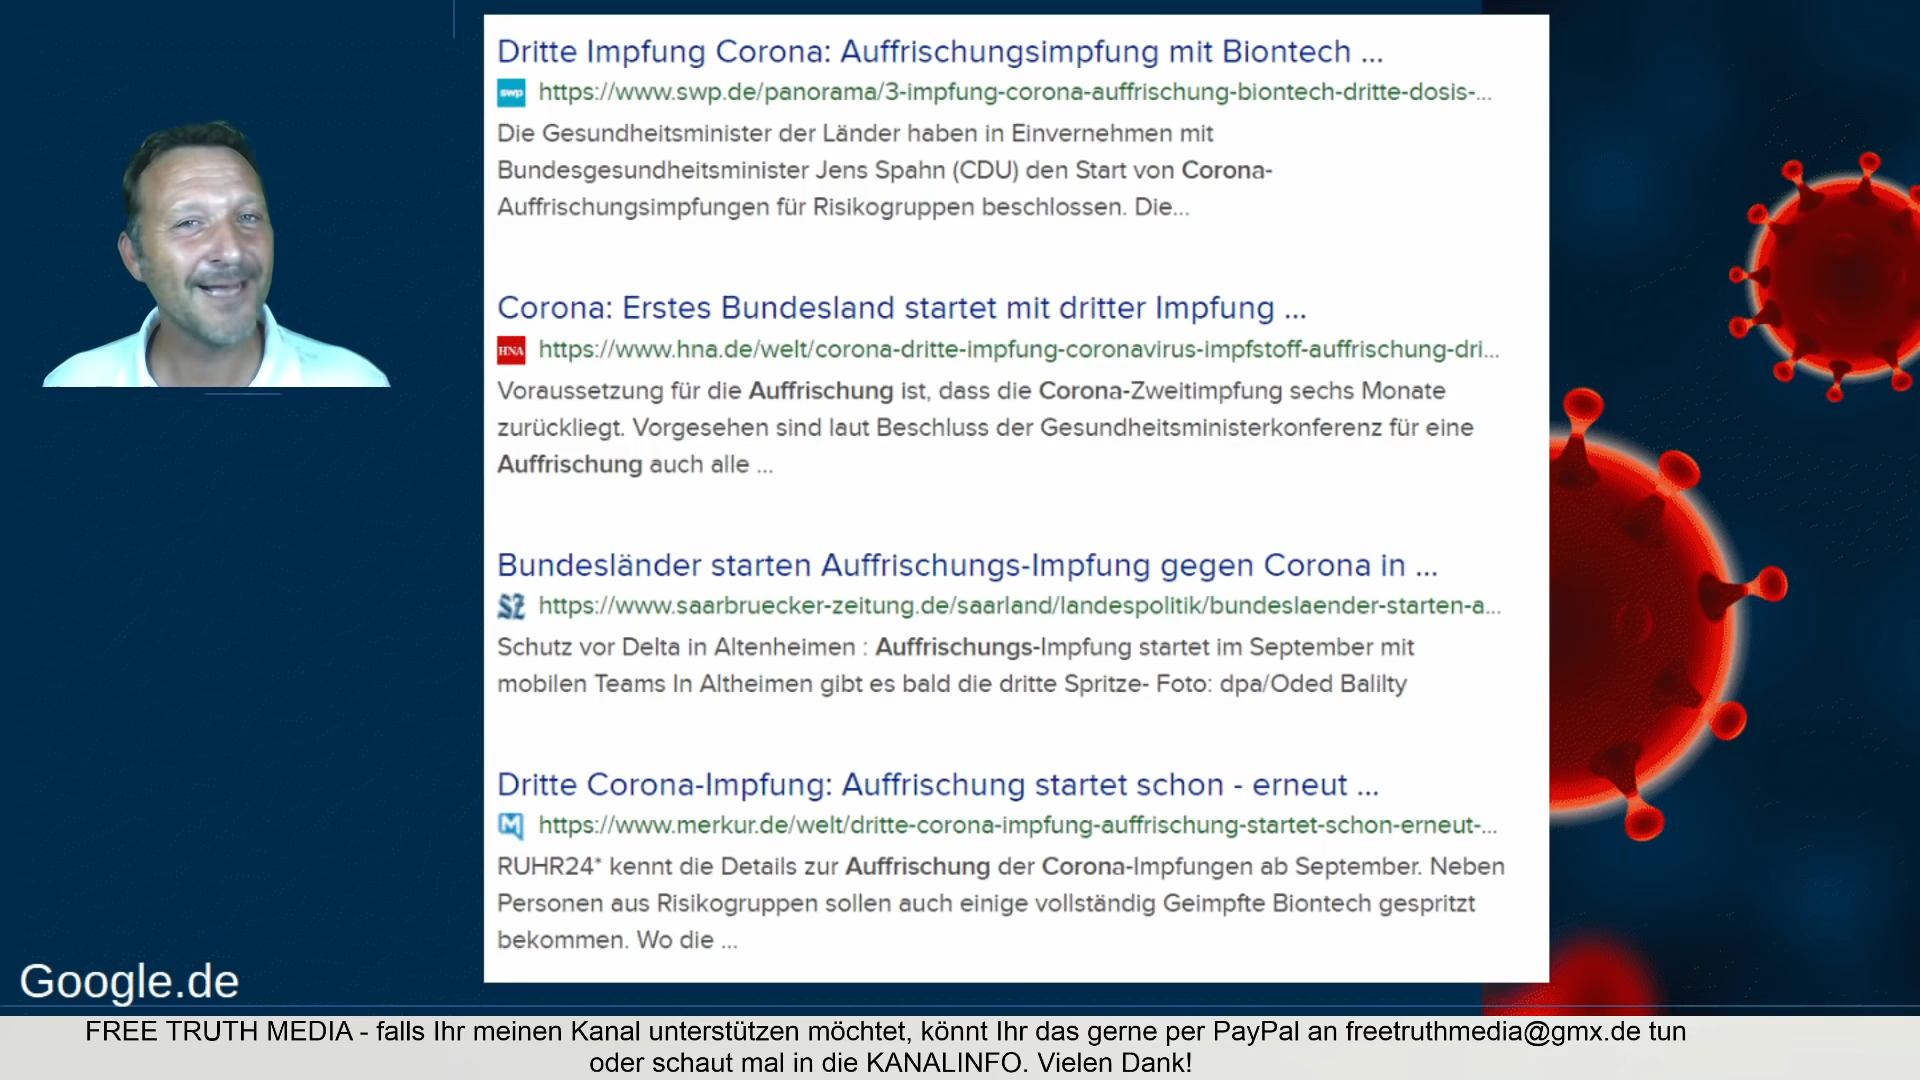 Dritte Impfung Corona: Auffrischungsimpfung mit Biontech ...
swp https://www.swp.de/panorama/3-impfung-corona-auffrischung-biontech-dritte-dosis-...
Die Gesundheitsminister der Länder haben in Einvernehmen mit
Bundesgesundheitsminister Jens Spahn (CDU) den Start von Corona-
Auffrischungsimpfungen für Risikogruppen beschlossen. Die...
Corona: Erstes Bundesland startet mit dritter Impfung ...
HNA https://www.hna.de/welt/corona-dritte-impfung-coronavirus-impfstoff-auffrischung-dri...
Voraussetzung für die Auffrischung ist, dass die Corona-Zweitimpfung sechs Monate
zurückliegt. Vorgesehen sind laut Beschluss der Gesundheitsministerkonferenz für eine
Auffrischung auch alle ...
Bundesländer starten Auffrischungs-Impfung gegen Corona in ...
SZ https://www.saarbruecker-zeitung.de/saarland/landespolitik/bundeslaender-starten-a...
Schutz vor Delta in Altenheimen : Auffrischungs-Impfung startet im September mit
mobilen Teams In Altheimen gibt es bald die dritte Spritze- Foto: dpa/Oded Balilty
Dritte Corona-Impfung: Auffrischung startet schon - erneut ...
M https://www.merkur.de/welt/dritte-corona-impfung-auffrischung-startet-schon-erneut-...
RUHR24* kennt die Details zur Auffrischung der Corona-Impfungen ab September. Neben
Personen aus Risikogruppen sollen auch einige vollständig Geimpfte Biontech gespritzt
bekommen. Wo die ...
Google.de
FREE TRUTH MEDIA - falls Ihr meinen Kanal unterstützen möchtet, könnt Ihr das gerne per PayPal an freetruthmedia@gmx.de tun
oder schaut mal in die KANALINFO. Vielen Dank!